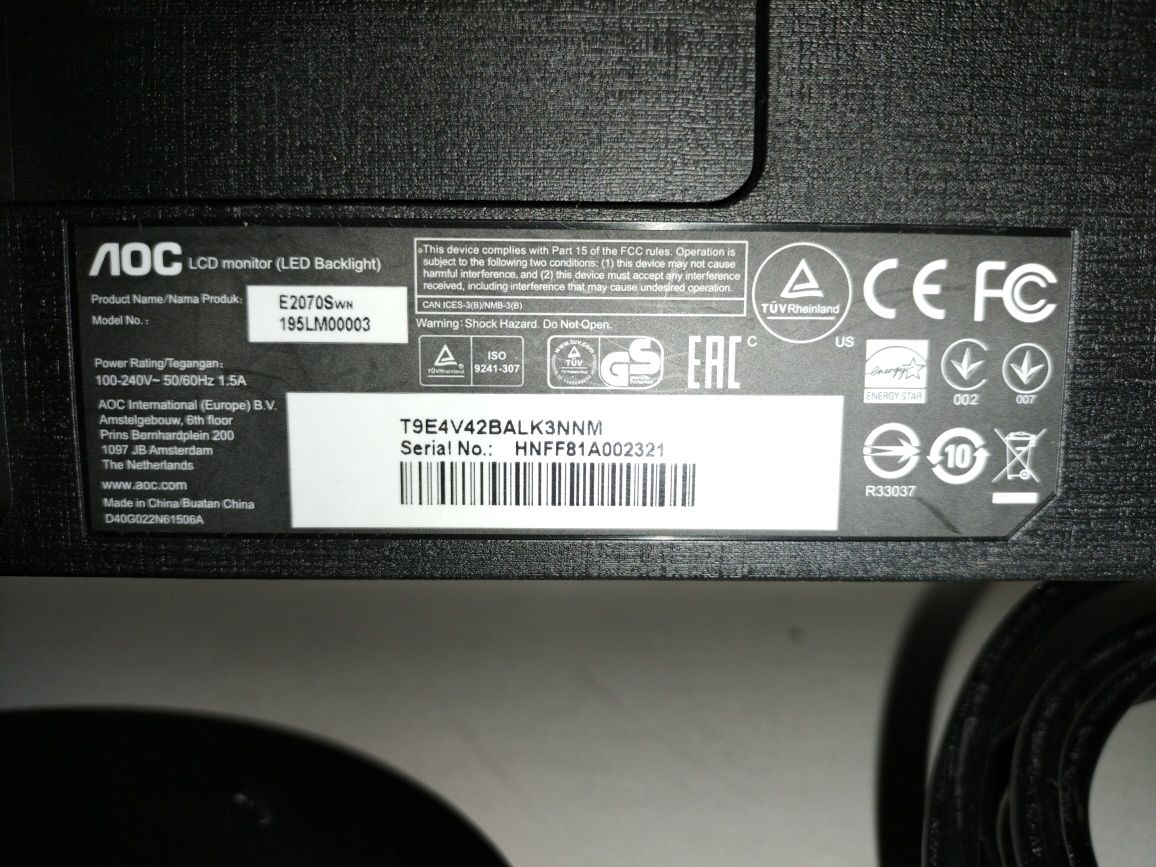 AOC LCD monitor (LED Backlight)
Product Name/Nama Produk: E2070SWN
Model No.: 195LM00003
Power Rating/Tegangan:
100-240V~ 50/60Hz 1.5A
AOC International (Europe) B.V.
Amstelgebouw, 6th floor
Prins Bernhardplein 200
1097 JB Amsterdam
The Netherlands
www.aoc.com
Made in China/Buatan China
D40G022N61506A
This device complies with Part 15 of the FCC rules. Operation is
subject to the following two conditions: (1) this device may not cause
harmful interference, and (2) this device must accept any interference
received, including interference that may cause undesired operation.
CAN ICES-3(B)/NMB-3(B)
Warning: Shock Hazard. Do Not Open.
TÜVRheinland
ISO
9241-307
www.tuv.com
TÜV
GS
EAC
T9E4V42BALK3NNM
Serial No.: HNFF81A002321
TÜVRheinland
C US
CE FC
energy
ENERGY STAR
002
007
R33037
10